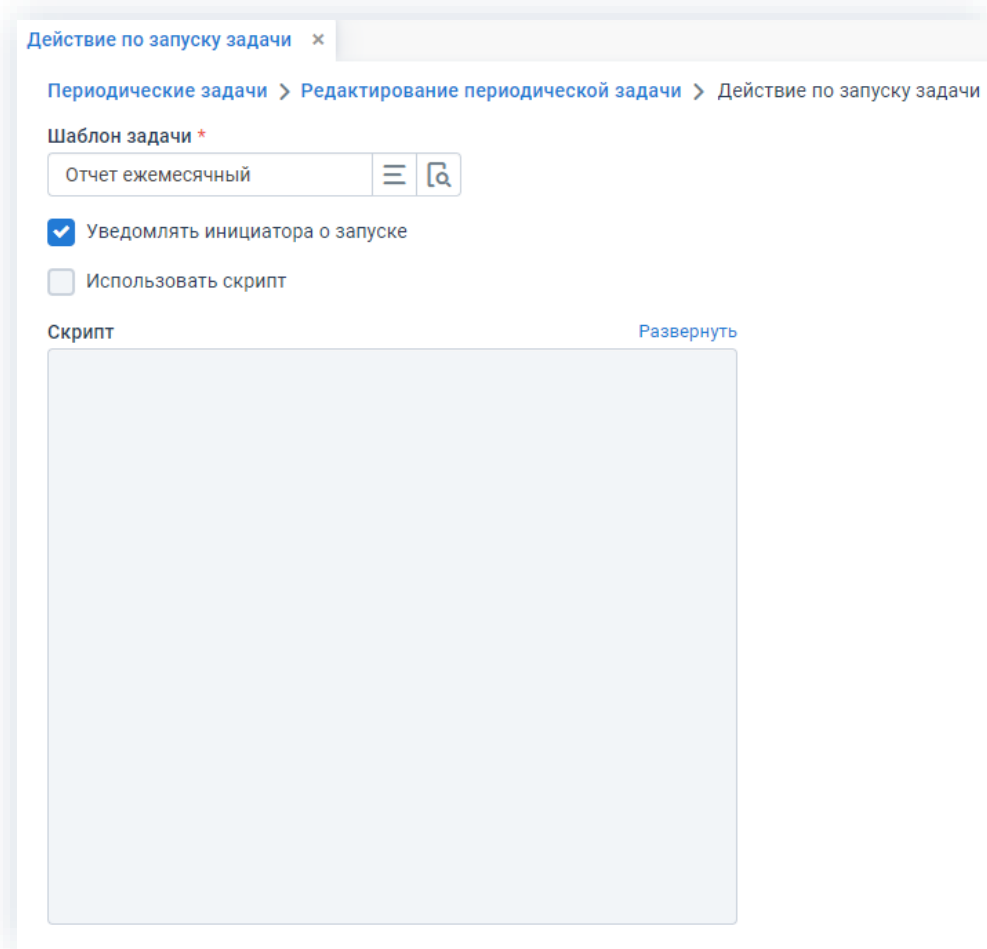 Действие по запуску задачи ×
Периодические задачи > Редактирование периодической задачи > Действие по запуску задачи
Шаблон задачи *
Отчет ежемесячный
Уведомлять инициатора о запуске
Использовать скрипт
Скрипт Развернуть